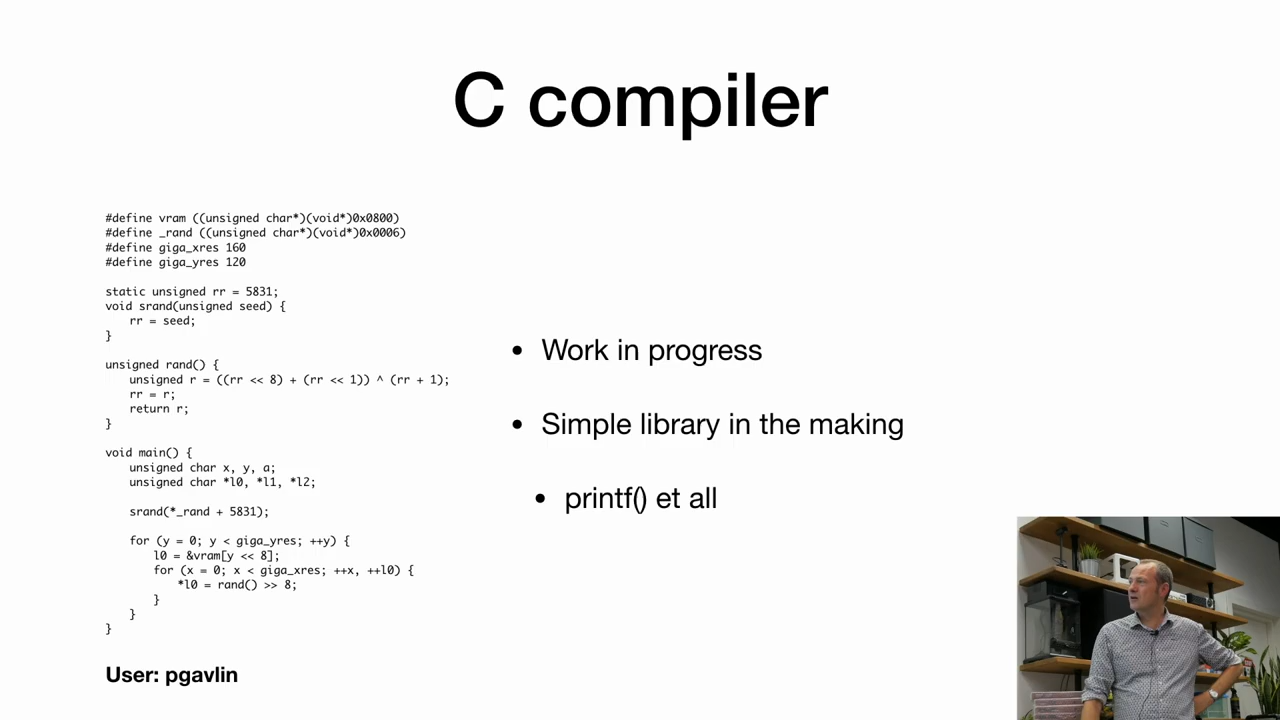 C compiler
#define vram ((unsigned char*)(void*)0x0800)
#define _rand ((unsigned char*)(void*)0x0006)
#define giga_xres 160
#define giga_yres 120
static unsigned rr = 5831;
void srand(unsigned seed) {
rr = seed;
}
unsigned rand() {
unsigned r = ((rr << 8) + (rr << 1)) ^ (rr + 1);
rr = r;
return r;
}
void main() {
unsigned char x, y, a;
unsigned char *l0, *l1, *l2;
srand(*_rand + 5831);
for (y = 0; y < giga_yres; ++y) {
l0 = &vram[y << 8];
for (x = 0; x < giga_xres; ++x, ++l0) {
*l0 = rand() >> 8;
}
}
}
User: pgavlin
• Work in progress
• Simple library in the making
• printf() et all